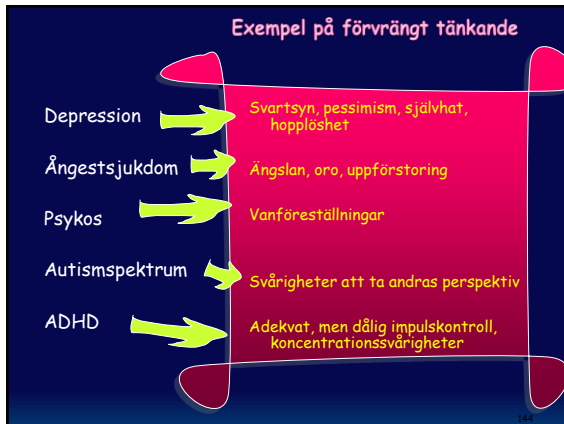 Exempel på förvrängt tänkande
Depression
Svartsyn, pessimism, självhat,
hopplöshet
Ångestsjukdom
Ängslan, oro, uppförstoring
Psykos
Vanföreställningar
Autismspektrum
Svårigheter att ta andras perspektiv
ADHD
Adekvat, men dålig impulskontroll,
koncentrationssvårigheter
144